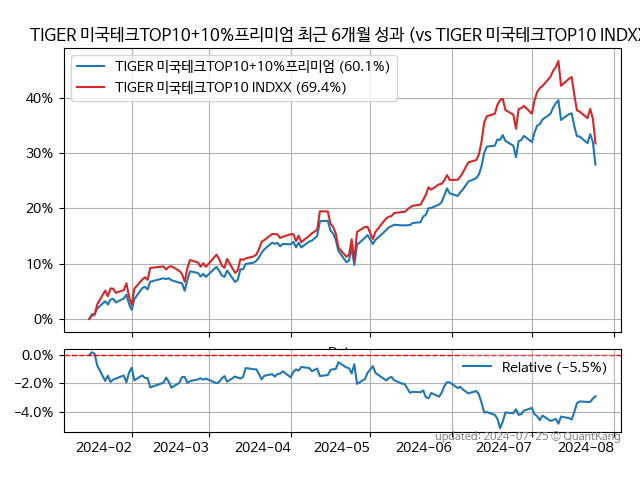 TIGER 미국테크TOP10+10%프리미엄 최근 6개월 성과 (vs TIGER 미국테크TOP10 INDX
TIGER 미국테크TOP10+10%프리미엄 (60.1%)
TIGER 미국테크TOP10 INDXX (69.4%)
40%
30%
20%
10%
0%
0.0%
−2.0%
−4.0%
Relative (−5.5%)
updated: 2024-07-25 © QuantKang
2024-02 2024-03 2024-04 2024-05 2024-06 2024-07 2024-08